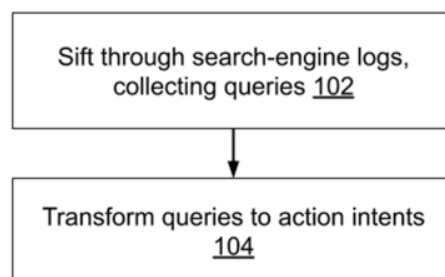 Sift through search-engine logs,
collecting queries 102
Transform queries to action intents
104